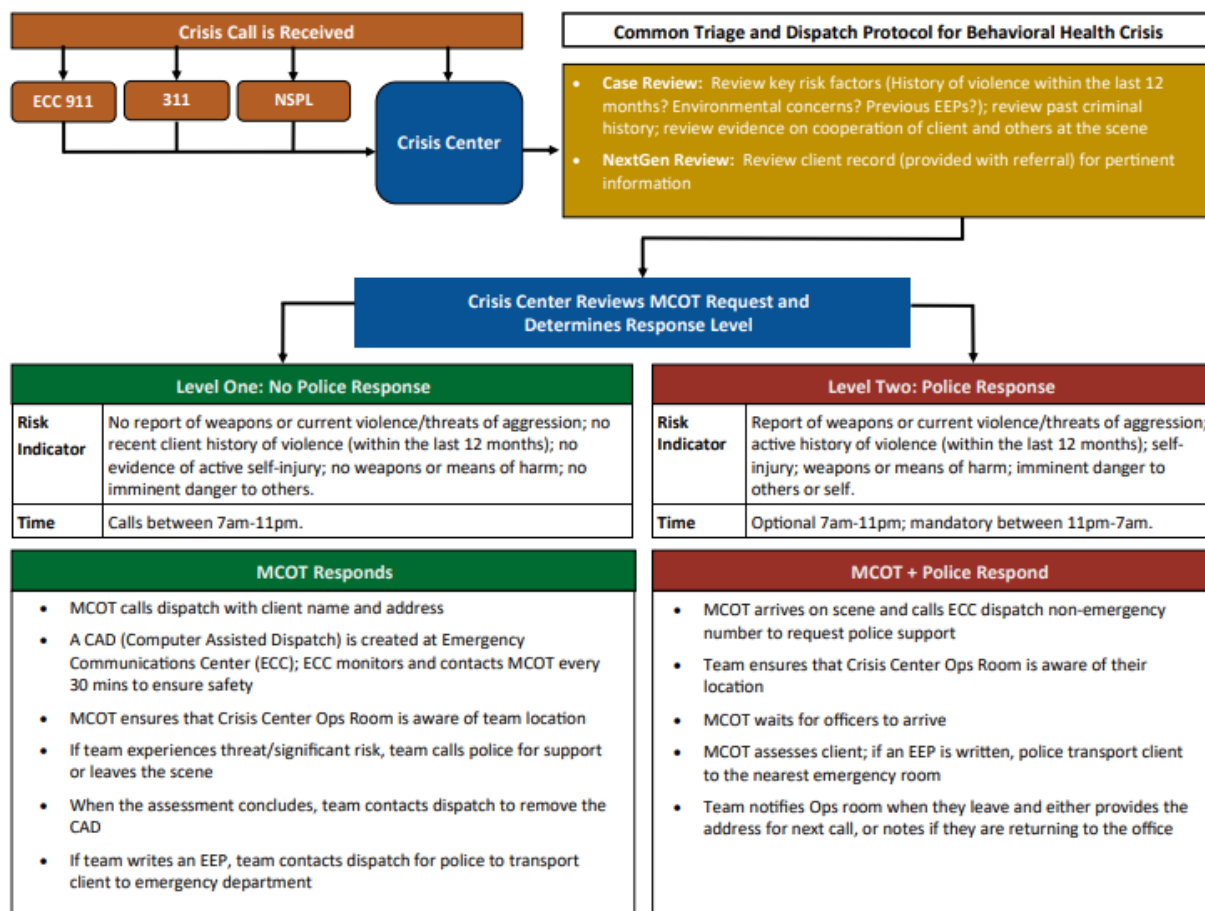 Crisis Call is Received
Common Triage and Dispatch Protocol for Behavioral Health Crisis
ECC 911
311
NSPL
Crisis Center
• Case Review: Review key risk factors (History of violence within the last 12
months? Environmental concerns? Previous EEPs?); review past criminal
history; review evidence on cooperation of client and others at the scene
• NextGen Review: Review client record (provided with referral) for pertinent
information
Crisis Center Reviews MCOT Request and
Determines Response Level
Level One: No Police Response
Risk
Indicator
No report of weapons or current violence/threats of aggression; no
recent client history of violence (within the last 12 months); no
evidence of active self-injury; no weapons or means of harm; no
imminent danger to others.
Time
Calls between 7am-11pm.
Level Two: Police Response
Risk
Indicator
Report of weapons or current violence/threats of aggression;
active history of violence (within the last 12 months); self-
injury; weapons or means of harm; imminent danger to
others or self.
Time
Optional 7am-11pm; mandatory between 11pm-7am.
MCOT Responds
• MCOT calls dispatch with client name and address
• A CAD (Computer Assisted Dispatch) is created at Emergency
Communications Center (ECC); ECC monitors and contacts MCOT every
30 mins to ensure safety
• MCOT ensures that Crisis Center Ops Room is aware of team location
• If team experiences threat/significant risk, team calls police for support
or leaves the scene
• When the assessment concludes, team contacts dispatch to remove the
CAD
• If team writes an EEP, team contacts dispatch for police to transport
client to emergency department
MCOT + Police Respond
• MCOT arrives on scene and calls ECC dispatch non-emergency
number to request police support
• Team ensures that Crisis Center Ops Room is aware of their
location
• MCOT waits for officers to arrive
• MCOT assesses client; if an EEP is written, police transport client
to the nearest emergency room
• Team notifies Ops room when they leave and either provides the
address for next call, or notes if they are returning to the office